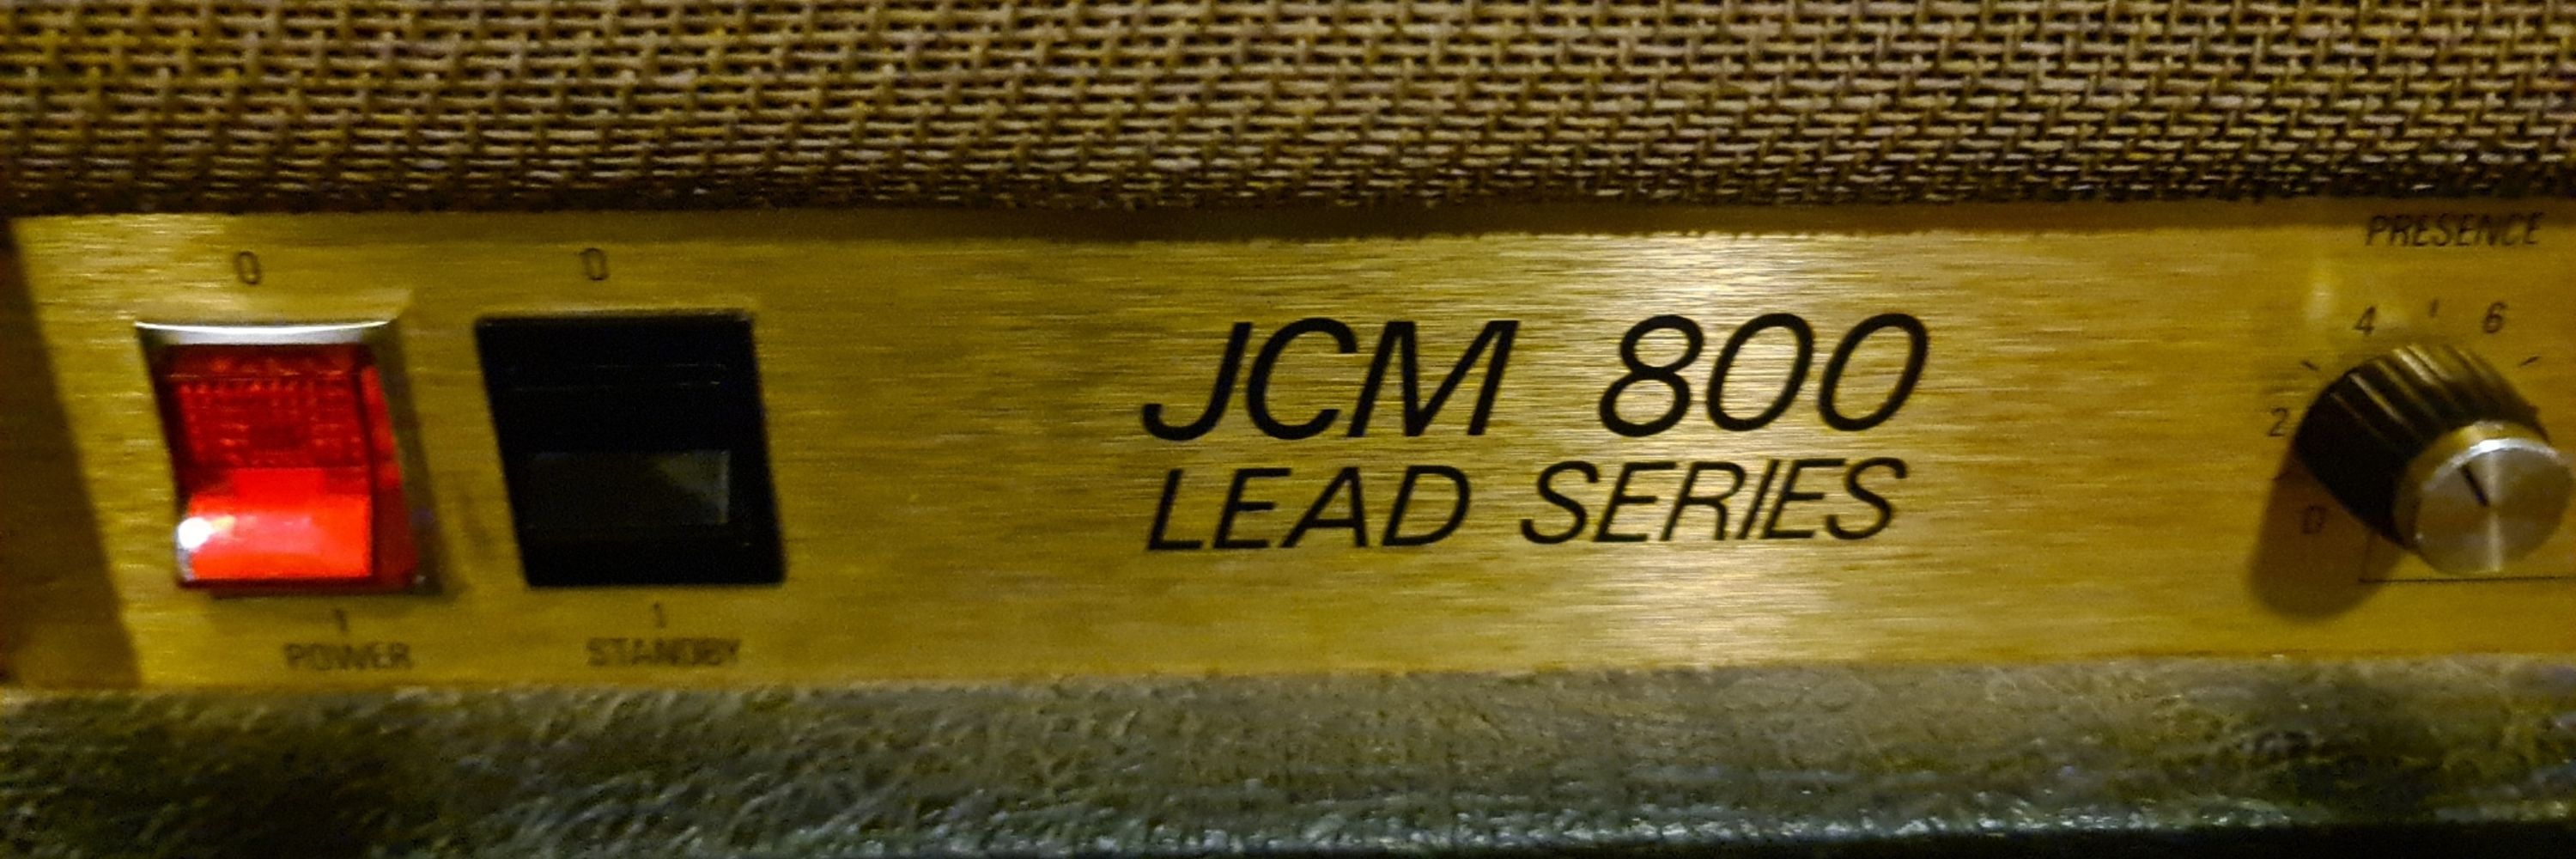 0 0
JCM 800
LEAD SERIES
1 1
POWER STANDBY
PRESENCE
4 6
2
0